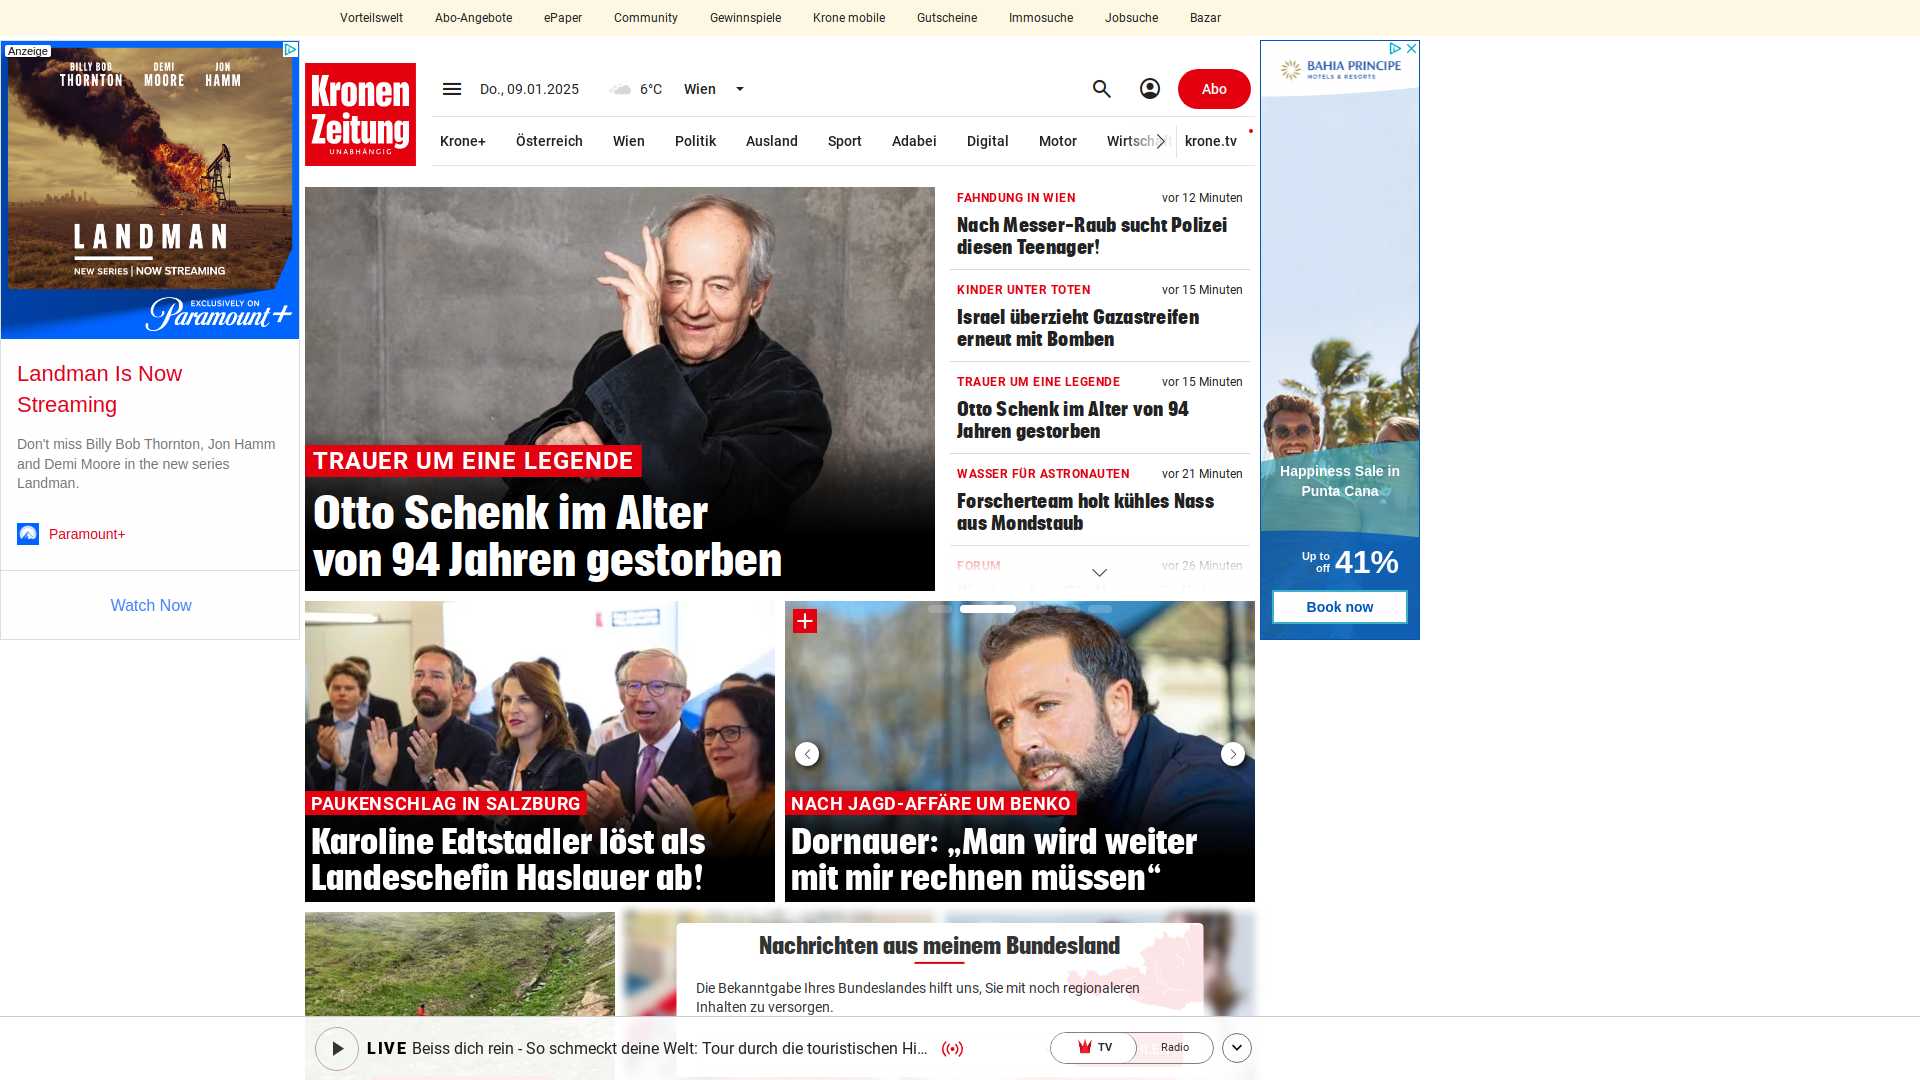 Vorteilswelt Abo-Angebote ePaper Community Gewinnspiele Krone mobile Gutscheine Immosuche Jobsuche Bazar
Anzeige
BILLY BOB THORNTON
DEMI MOORE
JON HAMM
LANDMAN
NEW SERIES | NOW STREAMING
EXCLUSIVELY ON
Paramount+
Landman Is Now
Streaming
Don't miss Billy Bob Thornton, Jon Hamm
and Demi Moore in the new series
Landman.
Paramount+
Watch Now
Kronen
Zeitung
UNABHÄNGIG
Do., 09.01.2025 6°C Wien
Abo
Krone+ Österreich Wien Politik Ausland Sport Adabei Digital Motor krone.tv
TRAUER UM EINE LEGENDE
Otto Schenk im Alter
von 94 Jahren gestorben
FAHNDUNG IN WIEN vor 12 Minuten
Nach Messer-Raub sucht Polizei
diesen Teenager!
KINDER UNTER TOTEN vor 15 Minuten
Israel überzieht Gazastreifen
erneut mit Bomben
TRAUER UM EINE LEGENDE vor 15 Minuten
Otto Schenk im Alter von 94
Jahren gestorben
WASSER FÜR ASTRONAUTEN vor 21 Minuten
Forscherteam holt kühles Nass
aus Mondstaub
FORUM vor 26 Minuten
PAUKENSCHLAG IN SALZBURG
Karoline Edtstadler löst als
Landeschefin Haslauer ab!
NACH JAGD-AFFÄRE UM BENKO
Dornauer: „Man wird weiter
mit mir rechnen müssen“
Nachrichten aus meinem Bundesland
Die Bekanntgabe Ihres Bundeslandes hilft uns, Sie mit noch regionaleren
Inhalten zu versorgen.
LIVE Beiss dich rein - So schmeckt deine Welt: Tour durch die touristischen Hi...
TV Radio
BAHIA PRINCIPE
HOTELS & RESORTS
Happiness Sale in
Punta Cana
Up to
off 41%
Book now